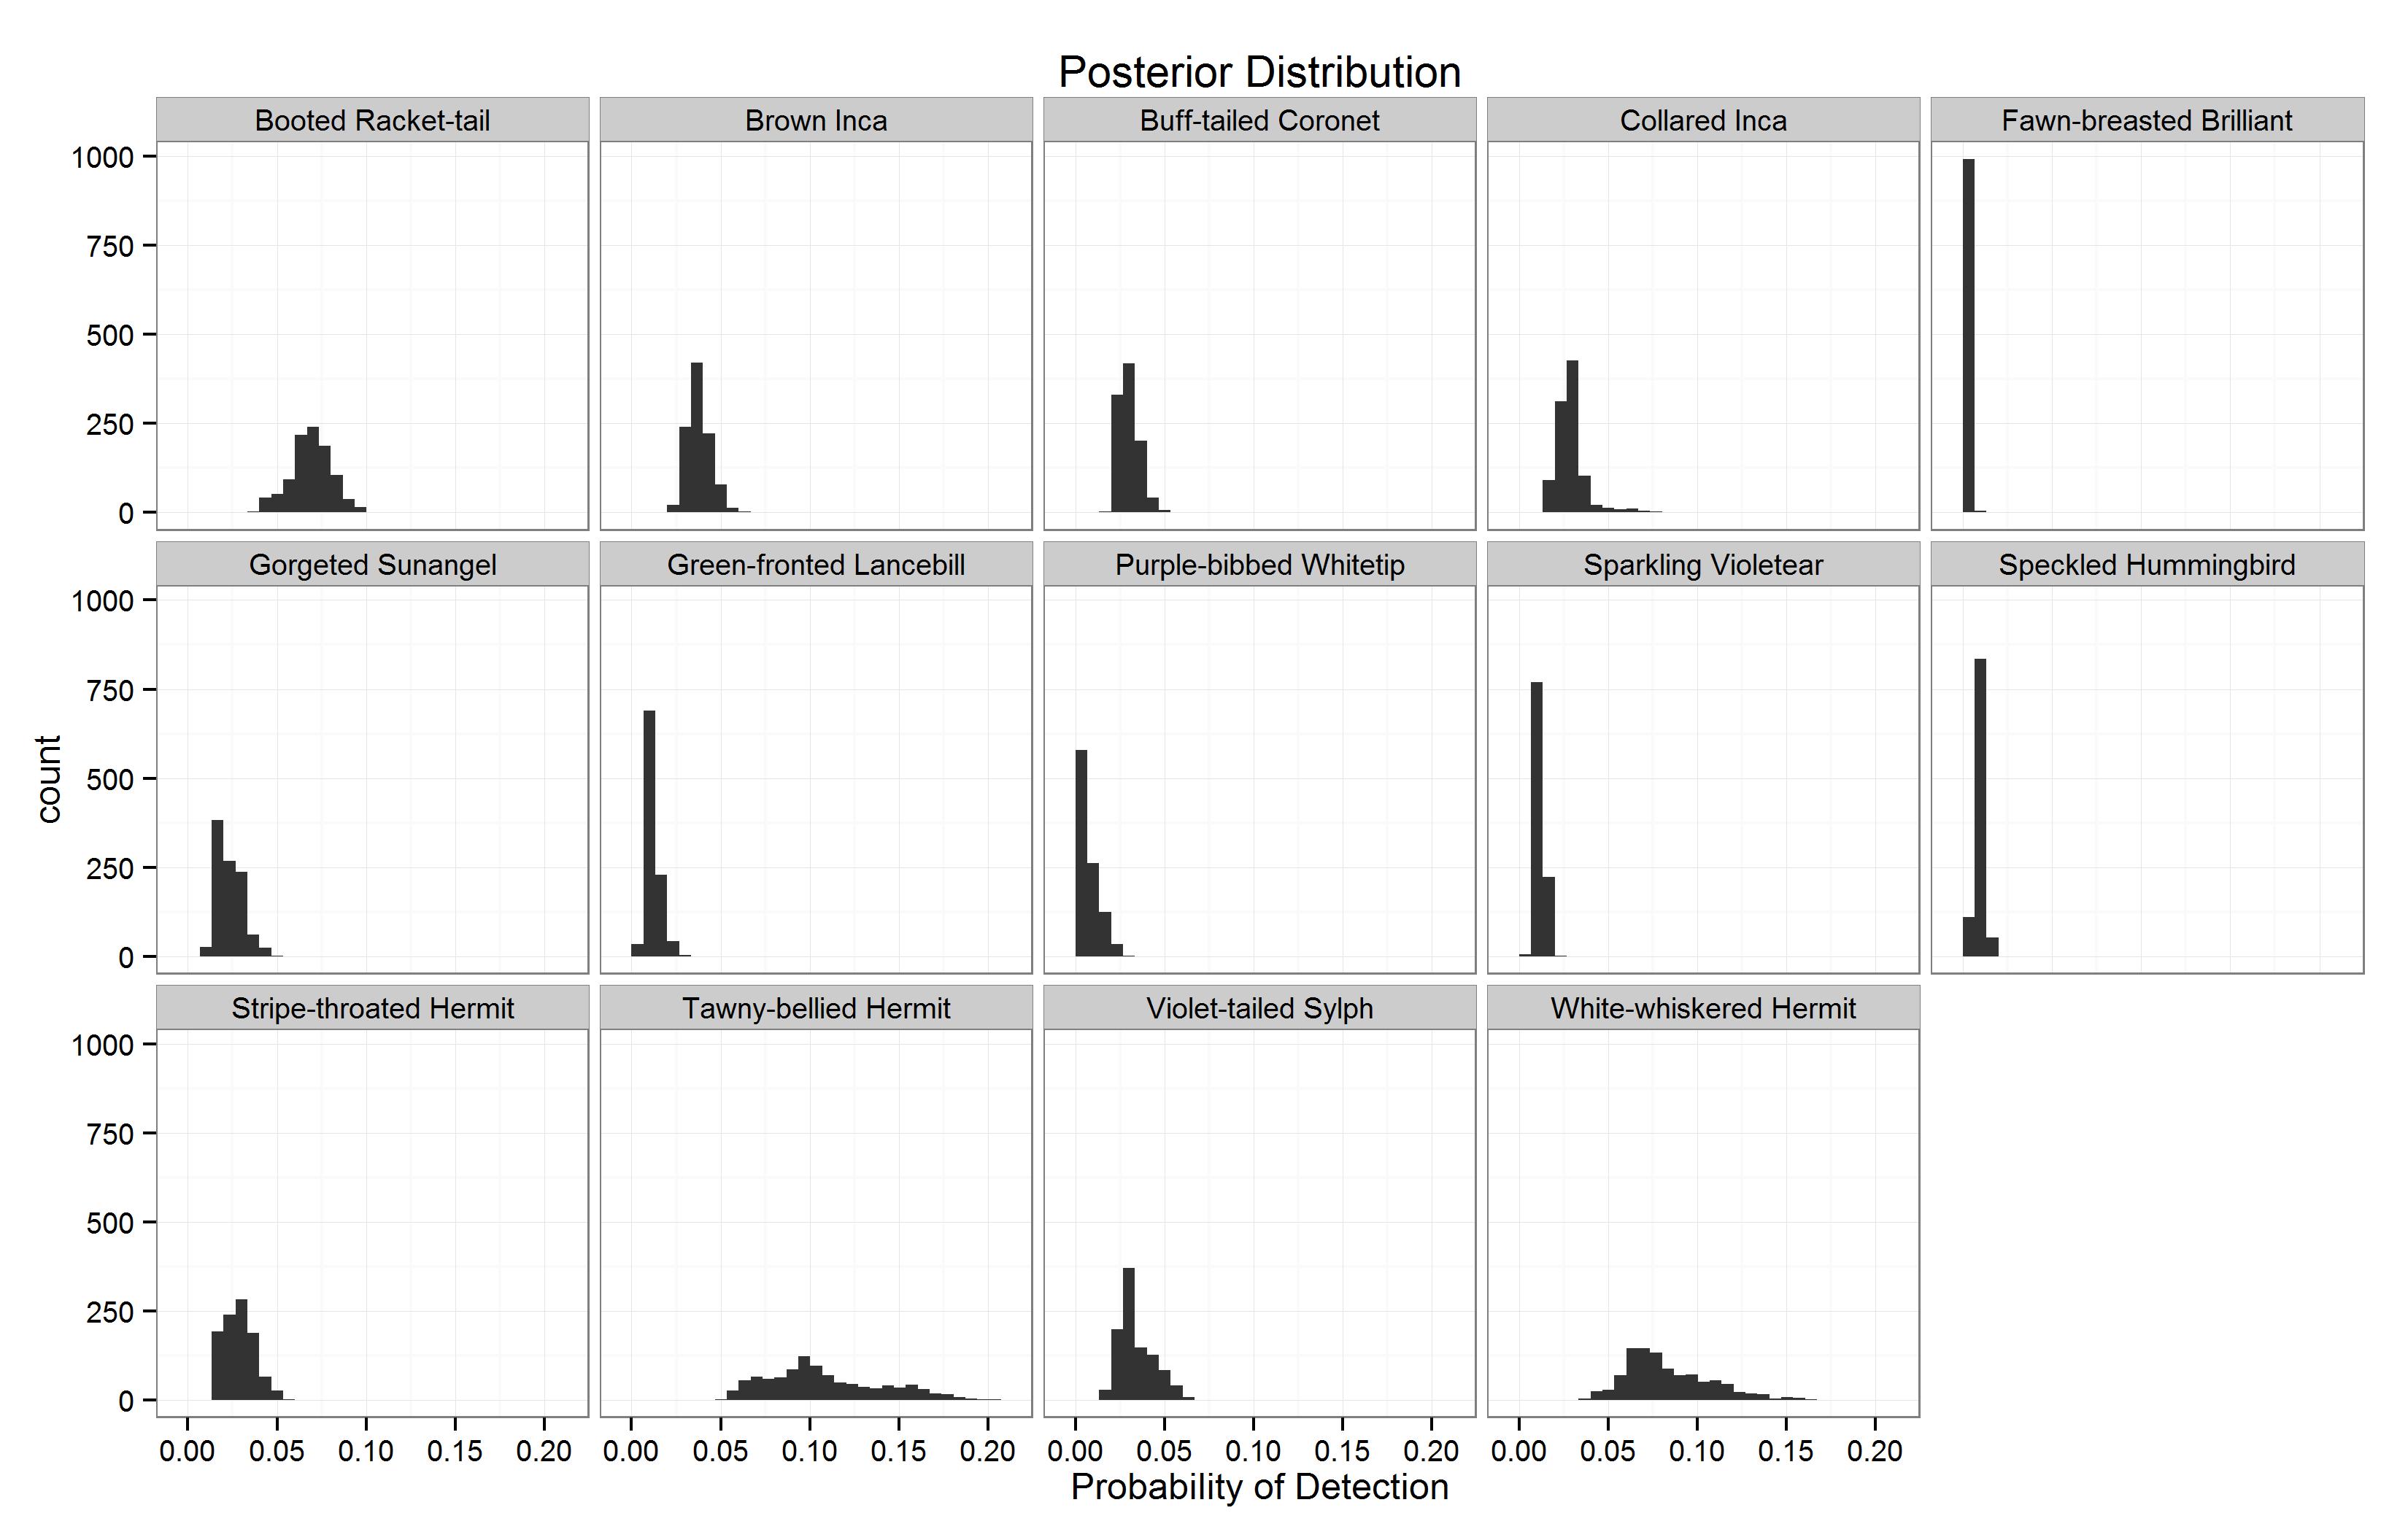 Posterior Distribution
Booted Racket-tail
Brown Inca
Buff-tailed Coronet
Collared Inca
Fawn-breasted Brilliant
1000
750
500
250
0
Gorgeted Sunangel
Green-fronted Lancebill
Purple-bibbed Whitetip
Sparkling Violetear
Speckled Hummingbird
1000
750
500
250
0
count
Stripe-throated Hermit
Tawny-bellied Hermit
Violet-tailed Sylph
White-whiskered Hermit
1000
750
500
250
0
0.00 0.05 0.10 0.15 0.20
0.00 0.05 0.10 0.15 0.20
0.00 0.05 0.10 0.15 0.20
0.00 0.05 0.10 0.15 0.20
Probability of Detection